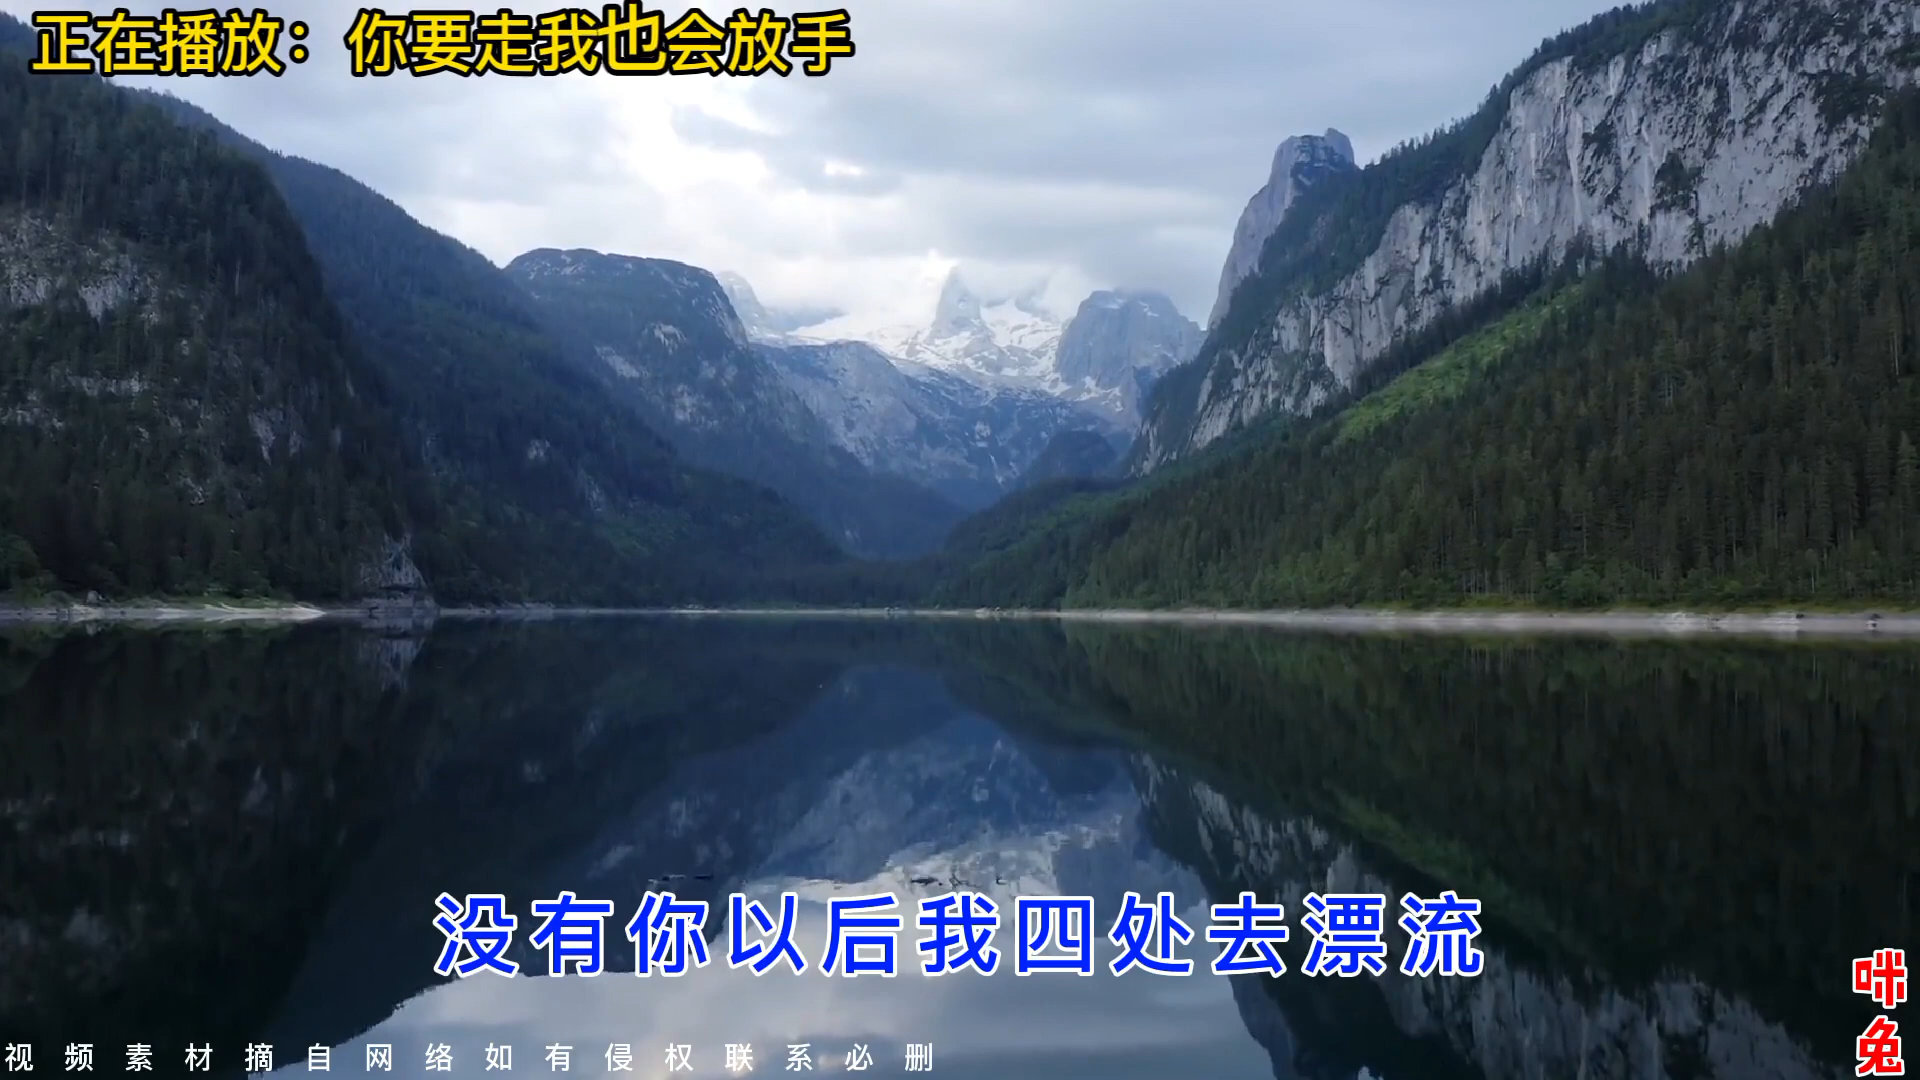 正在播放：你要走我也会放手
没有你以后我四处去漂流
咪兔
视频素材摘自网络如有侵权联系必删